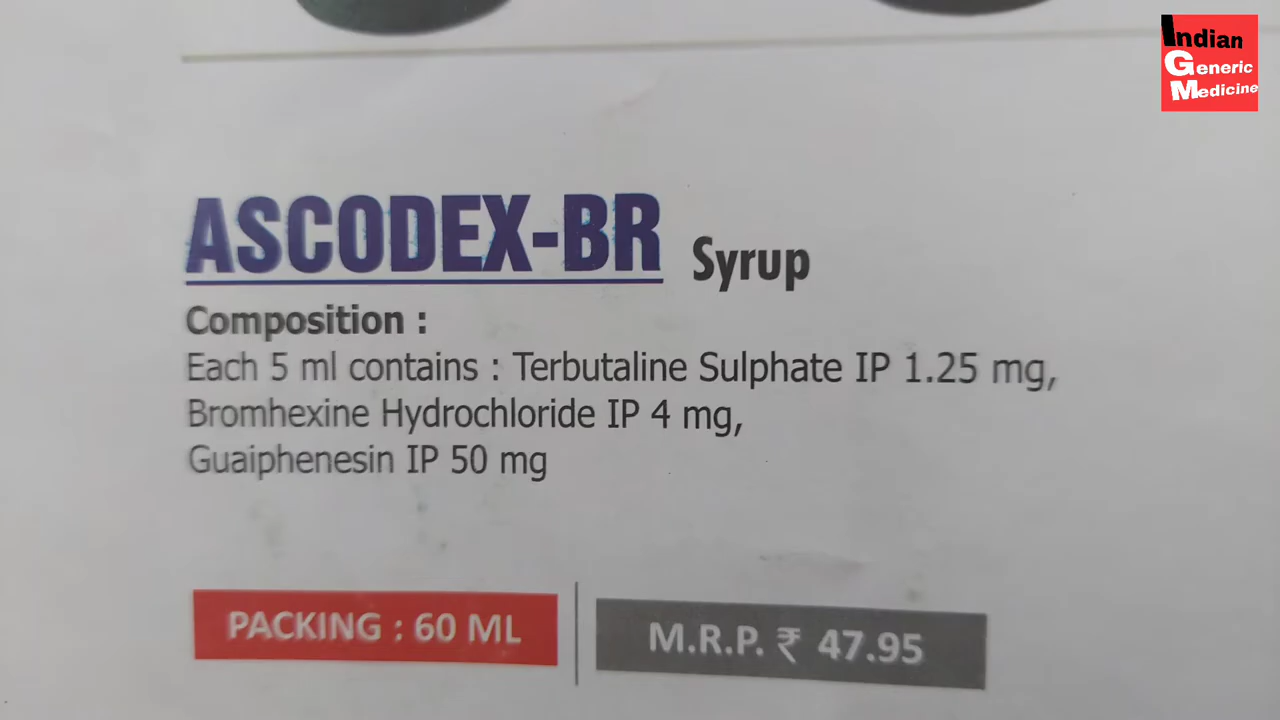 Indian
Generic
Medicine
ASCODEX-BR Syrup
Composition :
Each 5 ml contains : Terbutaline Sulphate IP 1.25 mg,
Bromhexine Hydrochloride IP 4 mg,
Guaiphenesin IP 50 mg
PACKING : 60 ML
M.R.P. ₹ 47.95